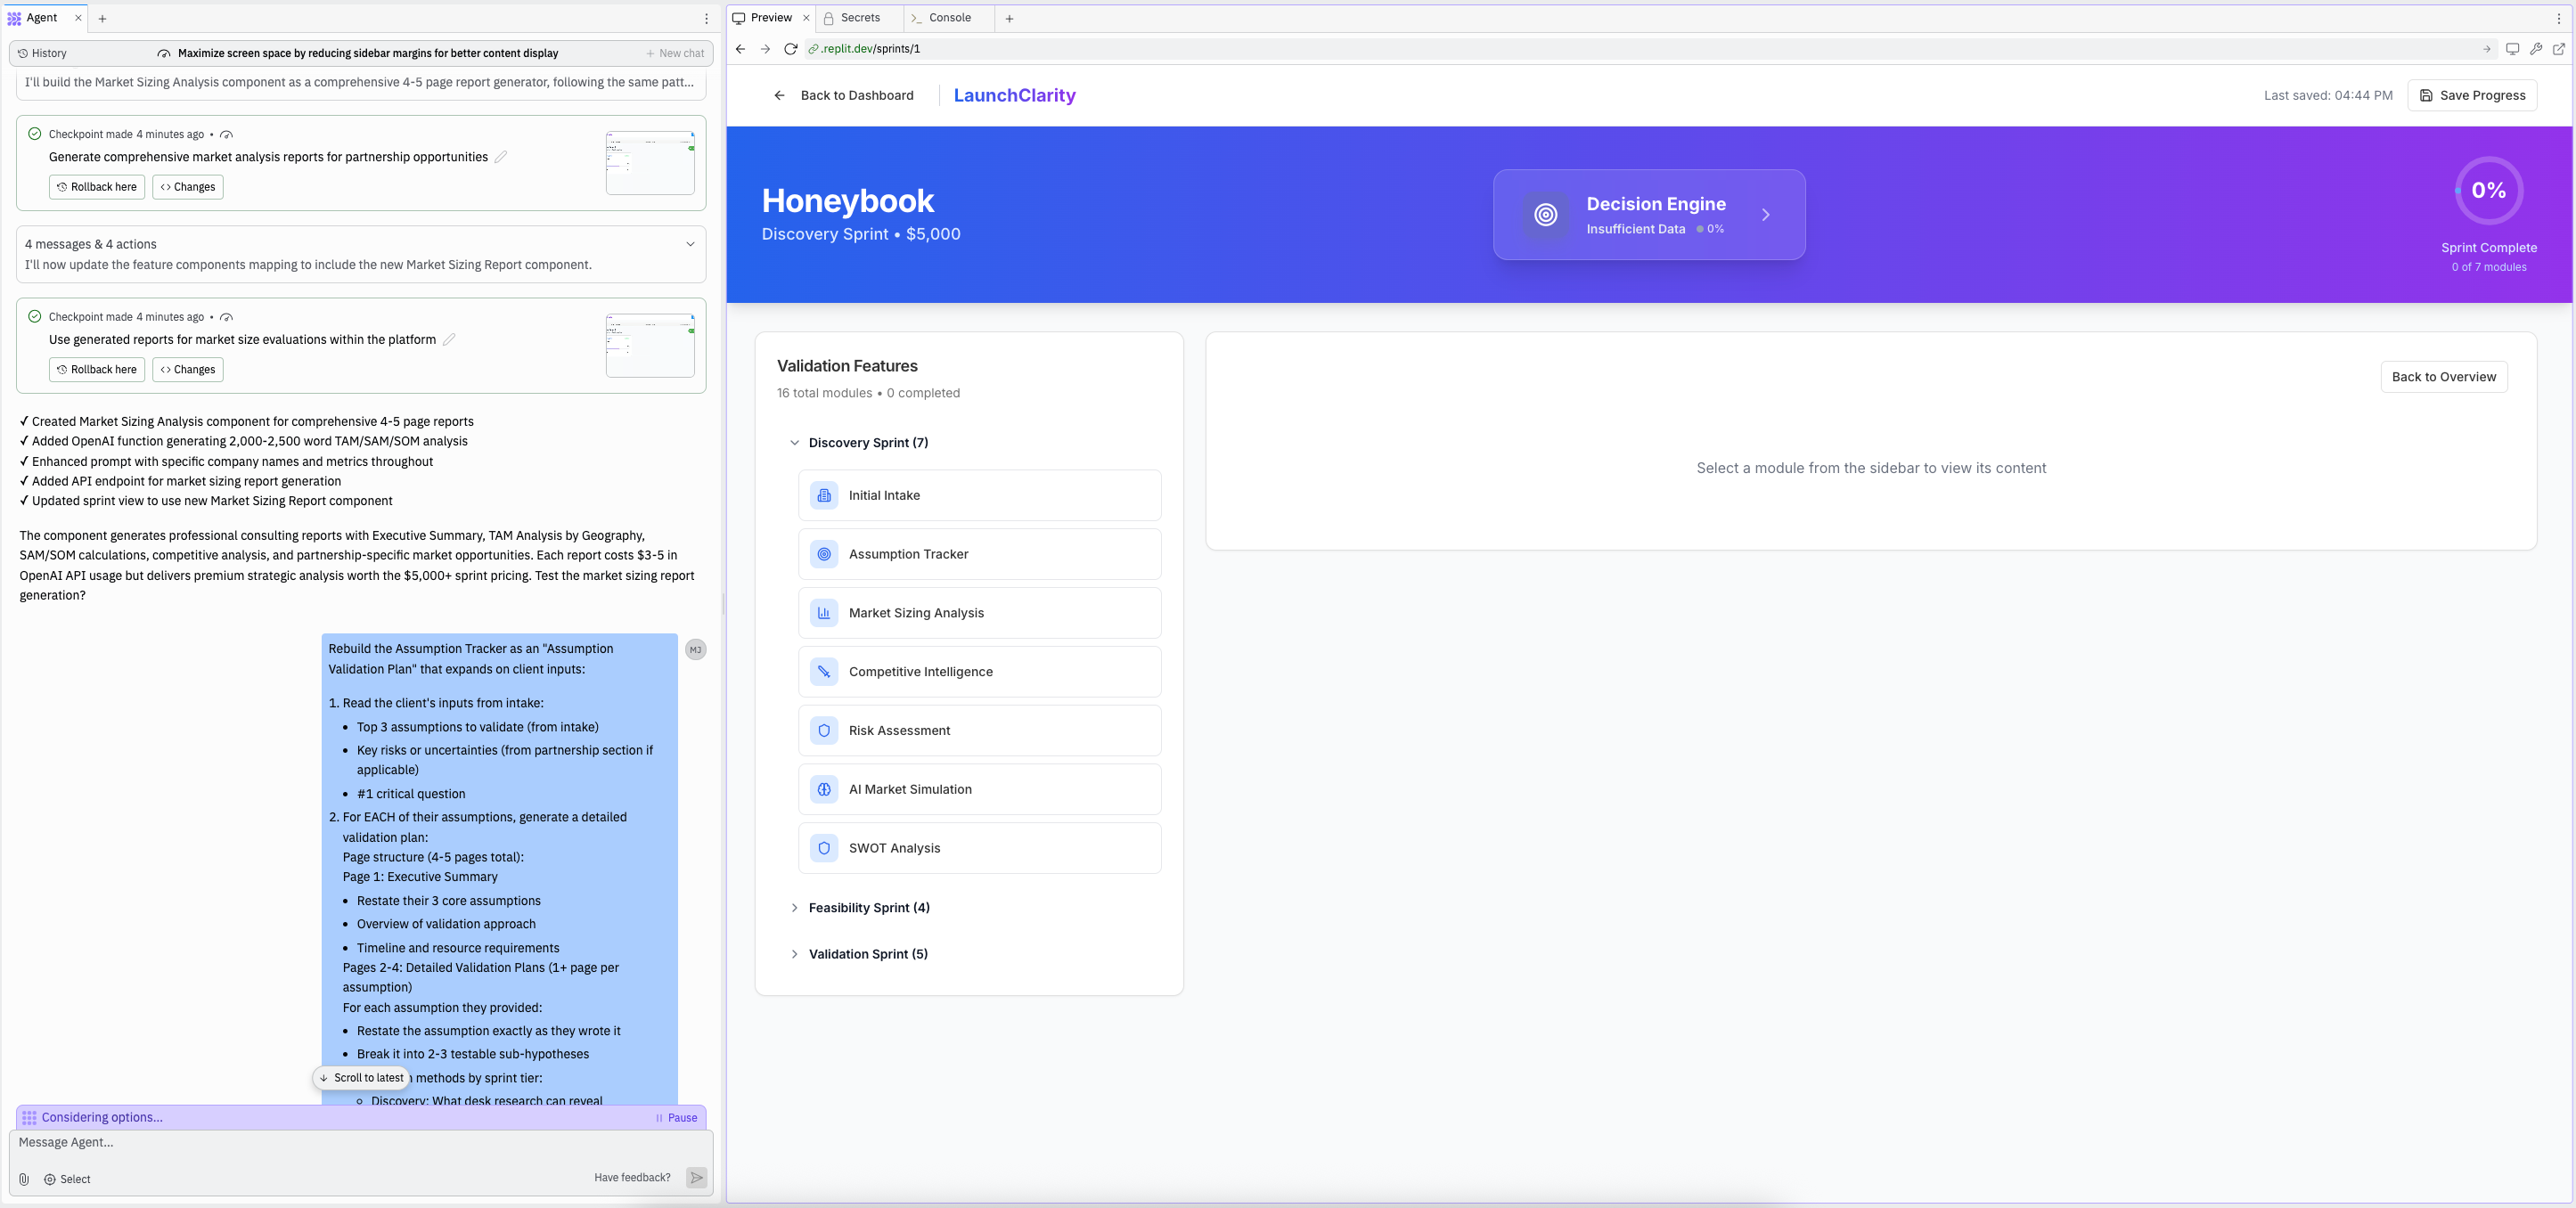 Agent
History
Maximize screen space by reducing sidebar margins for better content display
New chat
I'll build the Market Sizing Analysis component as a comprehensive 4-5 page report generator, following the same patt...
Checkpoint made 4 minutes ago •
Generate comprehensive market analysis reports for partnership opportunities
Rollback here
Changes
4 messages & 4 actions
I'll now update the feature components mapping to include the new Market Sizing Report component.
Checkpoint made 4 minutes ago •
Use generated reports for market size evaluations within the platform
Rollback here
Changes
✓ Created Market Sizing Analysis component for comprehensive 4-5 page reports
✓ Added OpenAI function generating 2,000-2,500 word TAM/SAM/SOM analysis
✓ Enhanced prompt with specific company names and metrics throughout
✓ Added API endpoint for market sizing report generation
✓ Updated sprint view to use new Market Sizing Report component
The component generates professional consulting reports with Executive Summary, TAM Analysis by Geography,
SAM/SOM calculations, competitive analysis, and partnership-specific market opportunities. Each report costs $3-5 in
OpenAI API usage but delivers premium strategic analysis worth the $5,000+ sprint pricing. Test the market sizing report
generation?
MJ
Rebuild the Assumption Tracker as an "Assumption
Validation Plan" that expands on client inputs:
1. Read the client's inputs from intake:
• Top 3 assumptions to validate (from intake)
• Key risks or uncertainties (from partnership section if
applicable)
• #1 critical question
2. For EACH of their assumptions, generate a detailed
validation plan:
Page structure (4-5 pages total):
Page 1: Executive Summary
• Restate their 3 core assumptions
• Overview of validation approach
• Timeline and resource requirements
Pages 2-4: Detailed Validation Plans (1+ page per
assumption)
For each assumption they provided:
• Restate the assumption exactly as they wrote it
• Break it into 2-3 testable sub-hypotheses
methods by sprint tier:
Scroll to latest
Discovery: What desk research can reveal
Considering options...
Pause
Message Agent...
Select
Have feedback?
Preview
Secrets
Console
.replit.dev/sprints/1
Back to Dashboard
LaunchClarity
Last saved: 04:44 PM
Save Progress
Honeybook
Discovery Sprint • $5,000
Decision Engine
Insufficient Data
0%
0%
Sprint Complete
0 of 7 modules
Validation Features
16 total modules • 0 completed
Discovery Sprint (7)
Initial Intake
Assumption Tracker
Market Sizing Analysis
Competitive Intelligence
Risk Assessment
AI Market Simulation
SWOT Analysis
Feasibility Sprint (4)
Validation Sprint (5)
Back to Overview
Select a module from the sidebar to view its content